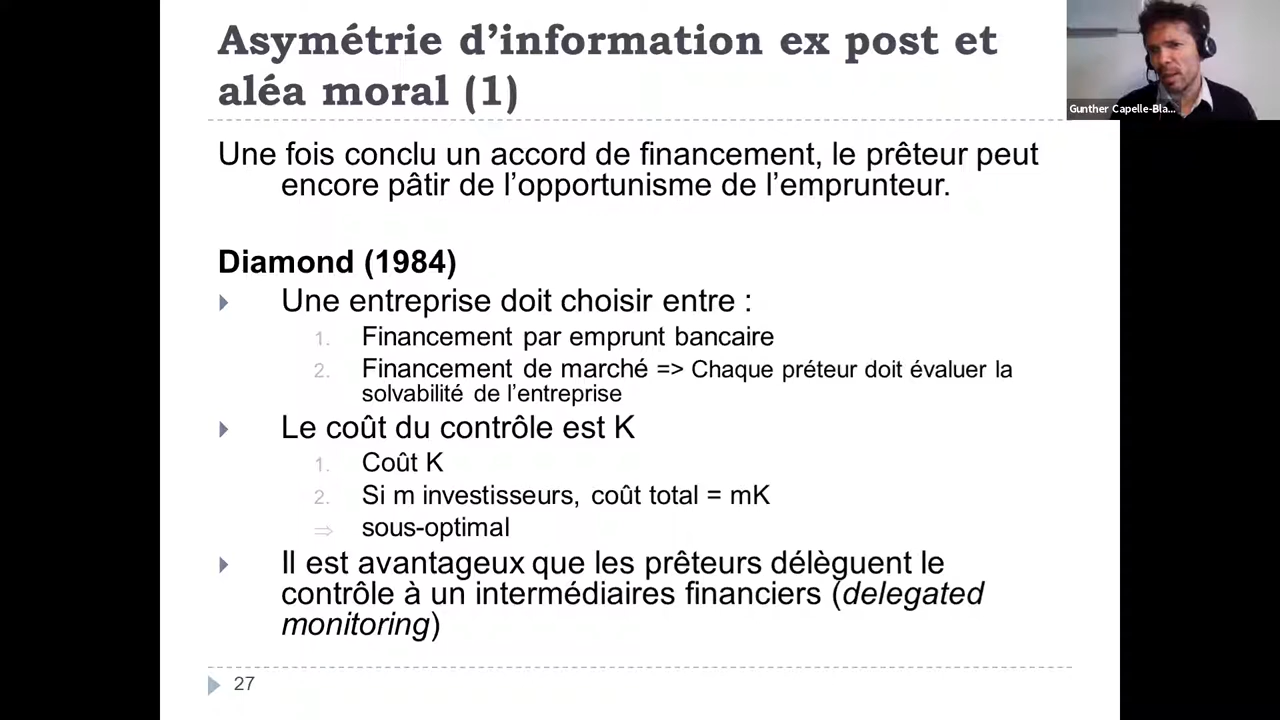 Asymétrie d’information ex post et
aléa moral (1)
Gunther Capelle-Bla...
Une fois conclu un accord de financement, le prêteur peut
encore pâtir de l’opportunisme de l’emprunteur.
Diamond (1984)
Une entreprise doit choisir entre :
1. Financement par emprunt bancaire
2. Financement de marché => Chaque préteur doit évaluer la
solvabilité de l’entreprise
Le coût du contrôle est K
1. Coût K
2. Si m investisseurs, coût total = mK
⇒ sous-optimal
Il est avantageux que les prêteurs délèguent le
contrôle à un intermédiaires financiers (delegated
monitoring)
27